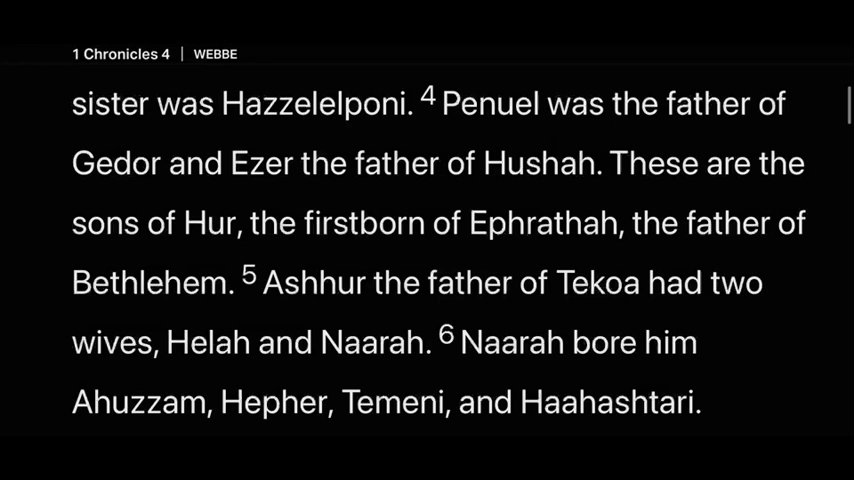 1 Chronicles 4 | WEBBE
sister was Hazzelelponi. 4 Penuel was the father of
Gedor and Ezer the father of Hushah. These are the
sons of Hur, the firstborn of Ephrathah, the father of
Bethlehem. 5 Ashhur the father of Tekoa had two
wives, Helah and Naarah. 6 Naarah bore him
Ahuzzam, Hepher, Temeni, and Haahashtari.